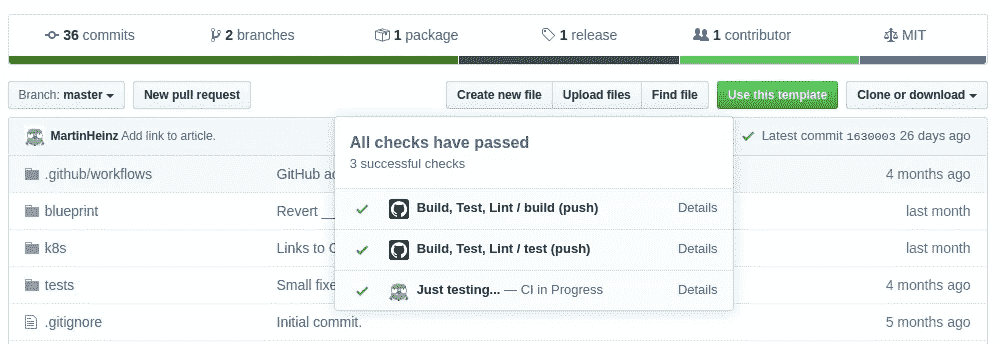 36 commits 2 branches 1 package 1 release 1 contributor MIT
Branch: master New pull request Create new file Upload files Find file Use this template Clone or download
MartinHeinz Add link to article. Latest commit 1630003 26 days ago
All checks have passed
3 successful checks
.github/workflows GitHub ac 4 months ago
Build, Test, Lint / build (push) Details
blueprint Revert __ last month
Build, Test, Lint / test (push) Details
k8s Links to C last month
Just testing... — CI in Progress Details
tests Small fixe 4 months ago
.gitignore Initial commit. 5 months ago